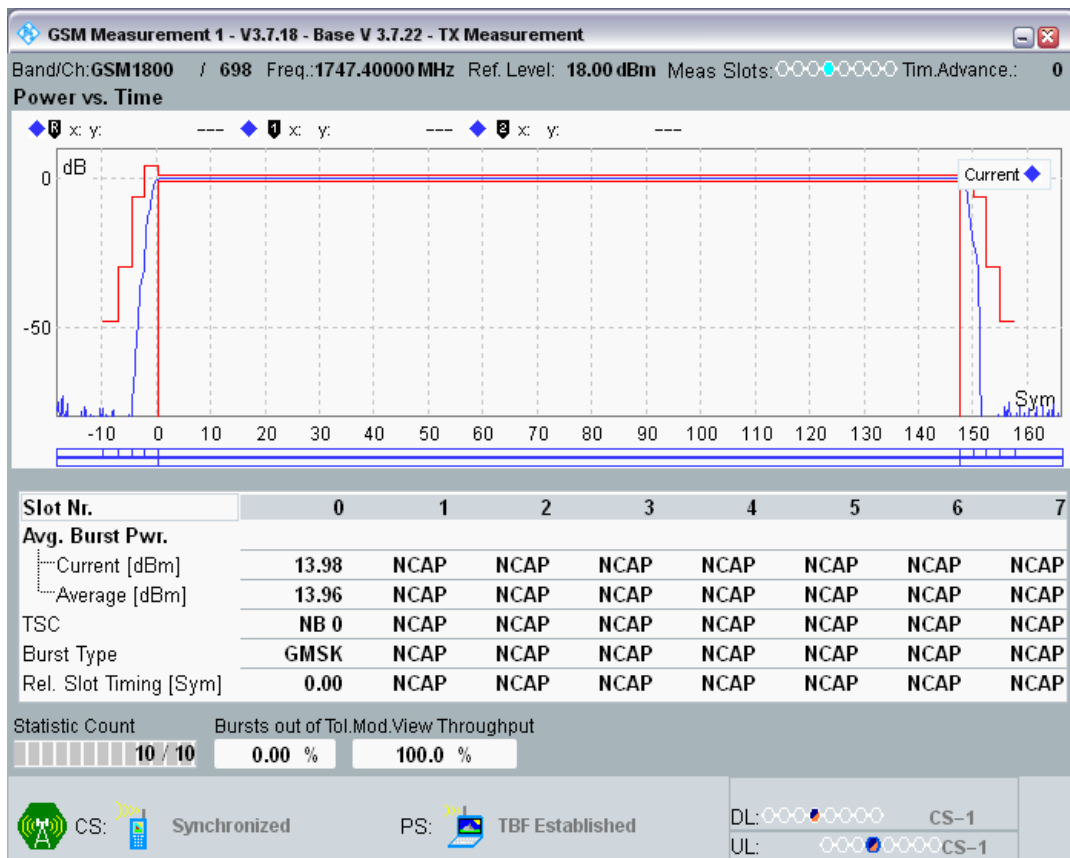 GSM Measurement 1 - V3.7.18 - Base V 3.7.22 - TX Measurement
Band/Ch:GSM1800 / 698 Freq.:1747.40000 MHz Ref. Level: 18.00 dBm Meas Slots: Tim.Advance.: 0
Power vs. Time
R x: y: --- 1 x: y: --- 2 x: y: ---
dB
Current
0
-50
Sym
-10 0 10 20 30 40 50 60 70 80 90 100 110 120 130 140 150 160
Slot Nr. 0 1 2 3 4 5 6 7
Avg. Burst Pwr.
Current [dBm] 13.98 NCAP NCAP NCAP NCAP NCAP NCAP NCAP
Average [dBm] 13.96 NCAP NCAP NCAP NCAP NCAP NCAP NCAP
TSC NB 0 NCAP NCAP NCAP NCAP NCAP NCAP NCAP
Burst Type GMSK NCAP NCAP NCAP NCAP NCAP NCAP NCAP
Rel. Slot Timing [Sym] 0.00 NCAP NCAP NCAP NCAP NCAP NCAP NCAP
Statistic Count Bursts out of Tol.Mod.View Throughput
10 / 10 0.00 % 100.0 %
CS: Synchronized PS: TBF Established
DL: CS-1
UL: CS-1